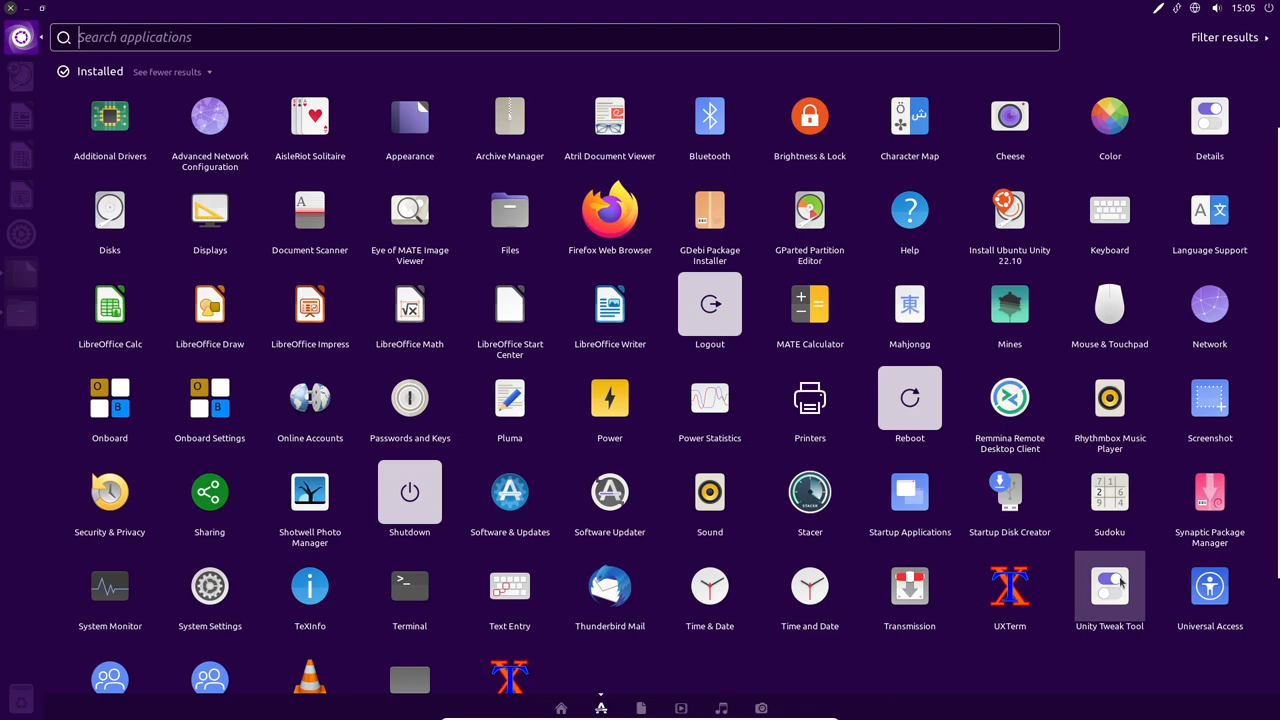 15:05
Search applications
Filter results
Installed See fewer results
Additional Drivers
Advanced Network
Configuration
AisleRiot Solitaire
Appearance
Archive Manager
Atril Document Viewer
Bluetooth
Brightness & Lock
Character Map
Cheese
Color
Details
Disks
Displays
Document Scanner
Eye of MATE Image
Viewer
Files
Firefox Web Browser
GDebi Package
Installer
GParted Partition
Editor
Help
Install Ubuntu Unity
22.10
Keyboard
Language Support
LibreOffice Calc
LibreOffice Draw
LibreOffice Impress
LibreOffice Math
LibreOffice Start
Center
LibreOffice Writer
Logout
MATE Calculator
Mahjongg
Mines
Mouse & Touchpad
Network
Onboard
Onboard Settings
Online Accounts
Passwords and Keys
Pluma
Power
Power Statistics
Printers
Reboot
Remmina Remote
Desktop Client
Rhythmbox Music
Player
Screenshot
Security & Privacy
Sharing
Shotwell Photo
Manager
Shutdown
Software & Updates
Software Updater
Sound
Stacer
Startup Applications
Startup Disk Creator
Sudoku
Synaptic Package
Manager
System Monitor
System Settings
TeXInfo
Terminal
Text Entry
Thunderbird Mail
Time & Date
Time and Date
Transmission
UXTerm
Unity Tweak Tool
Universal Access